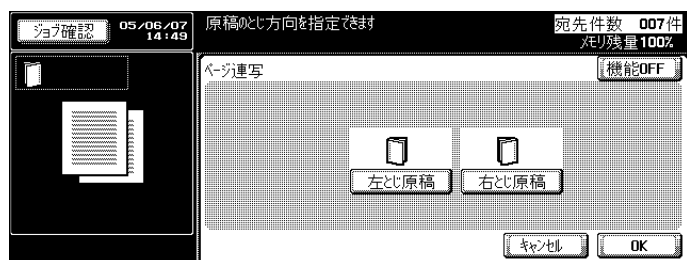 ジョブ確認
05/06/07
14:49
原稿のとじ方向を指定できます
宛先件数 007件
メモリ残量100%
ページ連写
機能OFF
左とじ原稿
右とじ原稿
キャンセル
OK